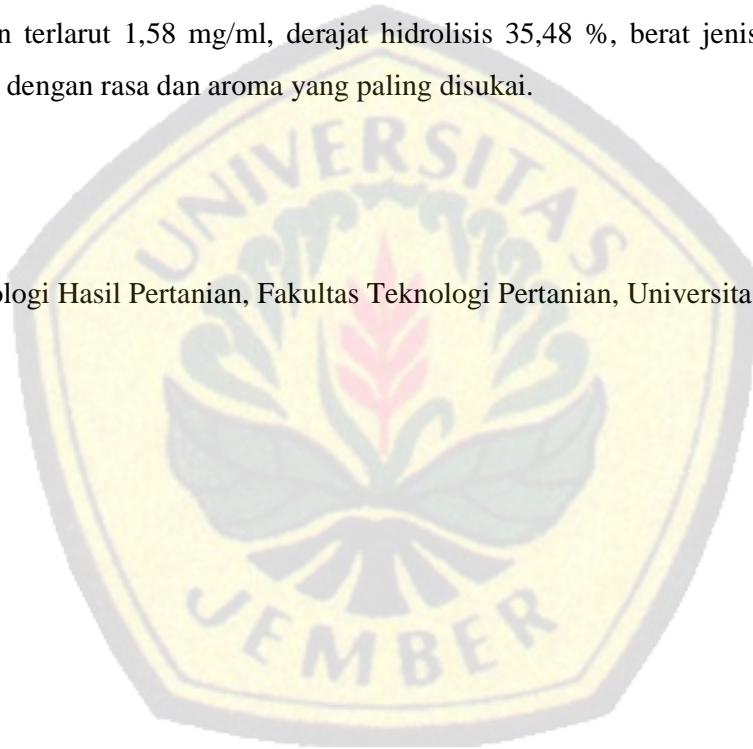 n terlarut 1,58 mg/ml, derajat hidrolisis 35,48 %, berat jenis
dengan rasa dan aroma yang paling disukai.
UNIVERSITAS
ologi Hasil Pertanian, Fakultas Teknologi Pertanian, Universita
JEMBER